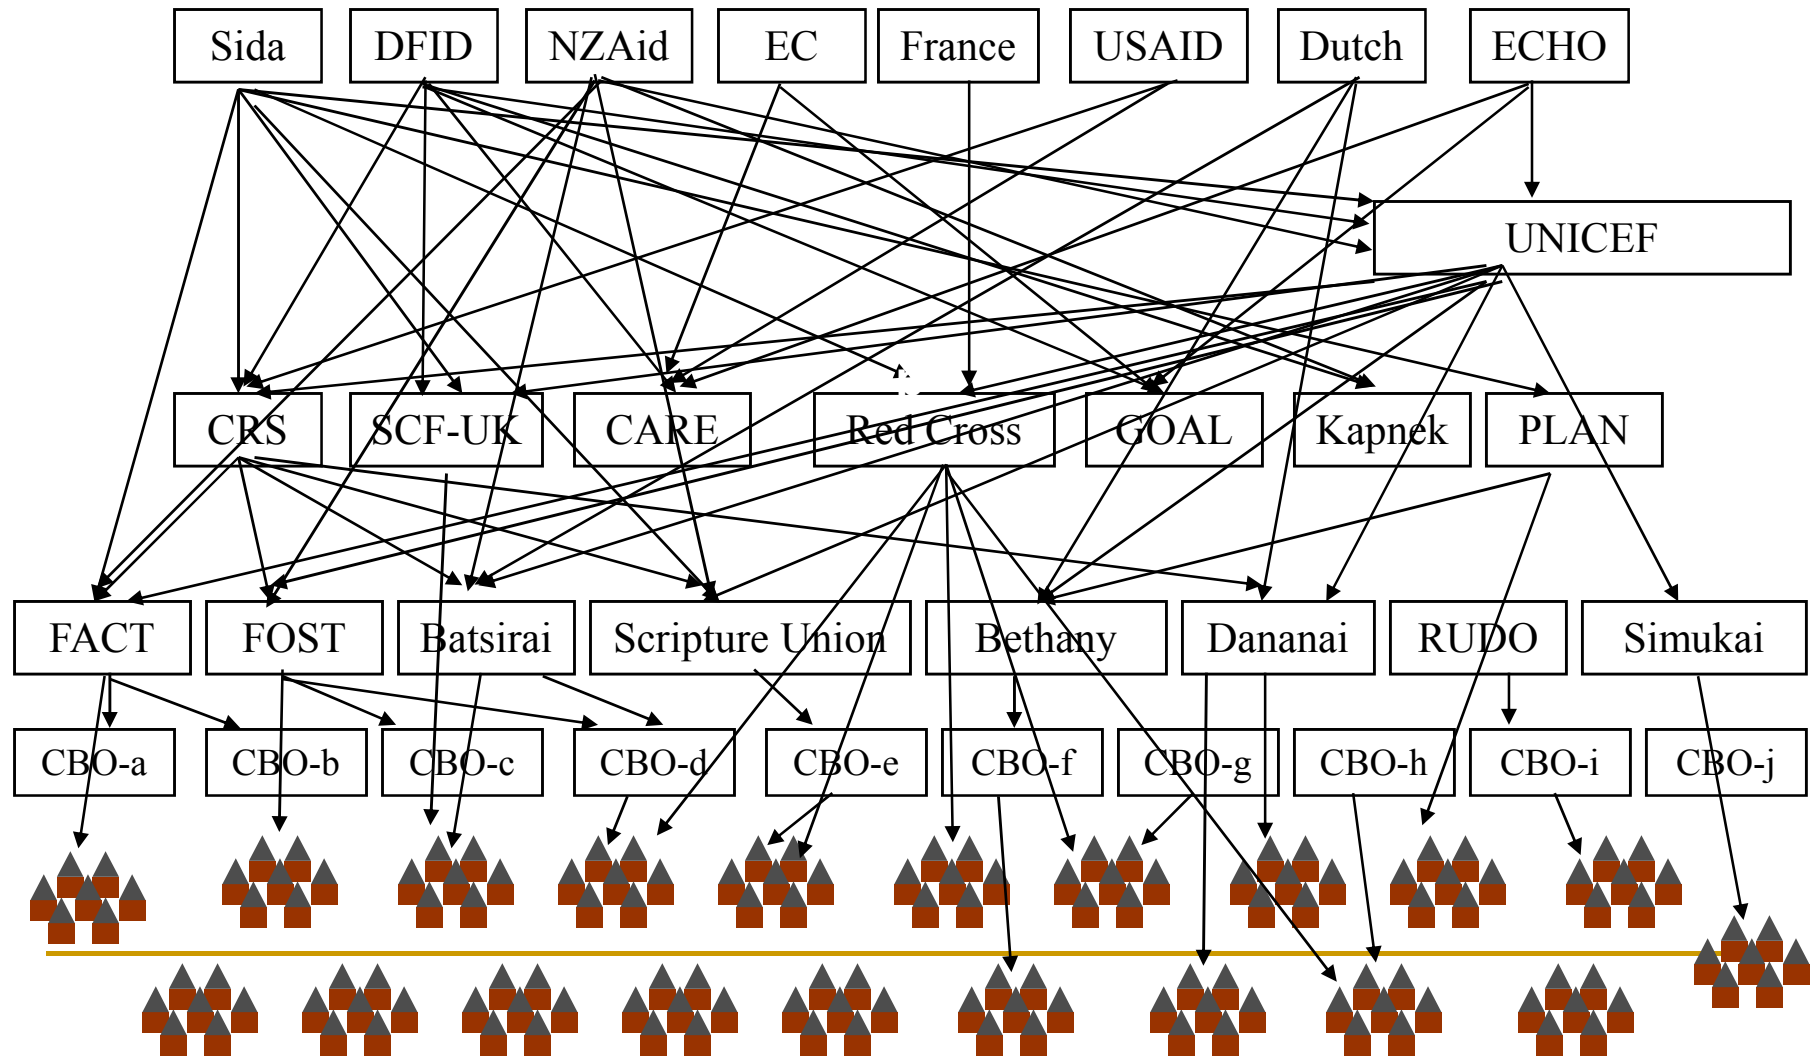 Sida
DFID
NZAid
EC
France
USAID
Dutch
ECHO
UNICEF
CRS
SCF-UK
CARE
Red Cross
GOAL
Kapnek
PLAN
FACT
FOST
Batsirai
Scripture Union
Bethany
Dananai
RUDO
Simukai
CBO-a
CBO-b
CBO-c
CBO-d
CBO-e
CBO-f
CBO-g
CBO-h
CBO-i
CBO-j